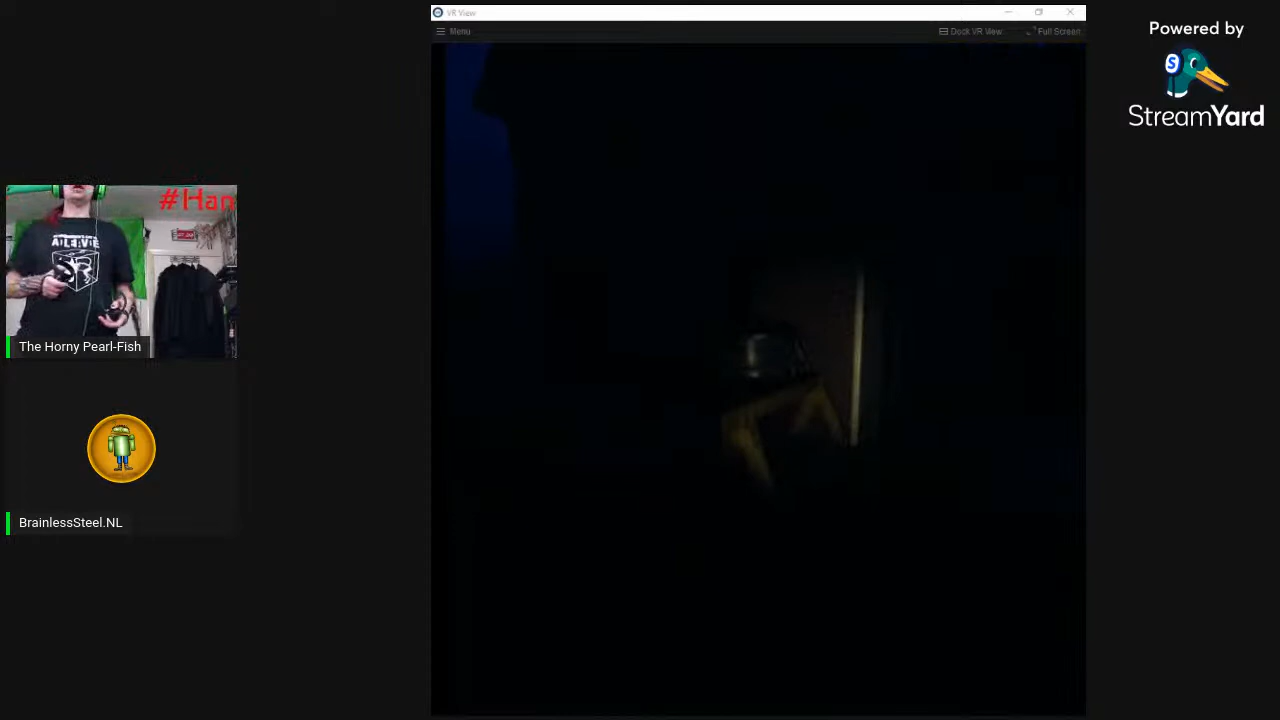 VR View
Menu
Dock VR View
Full Screen
Powered by
StreamYard
#Han
The Horny Pearl-Fish
BrainlessSteel.NL